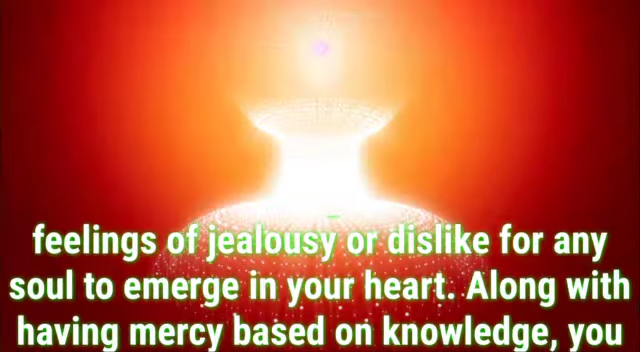 feelings of jealousy or dislike for any
soul to emerge in your heart. Along with
having mercy based on knowledge, you